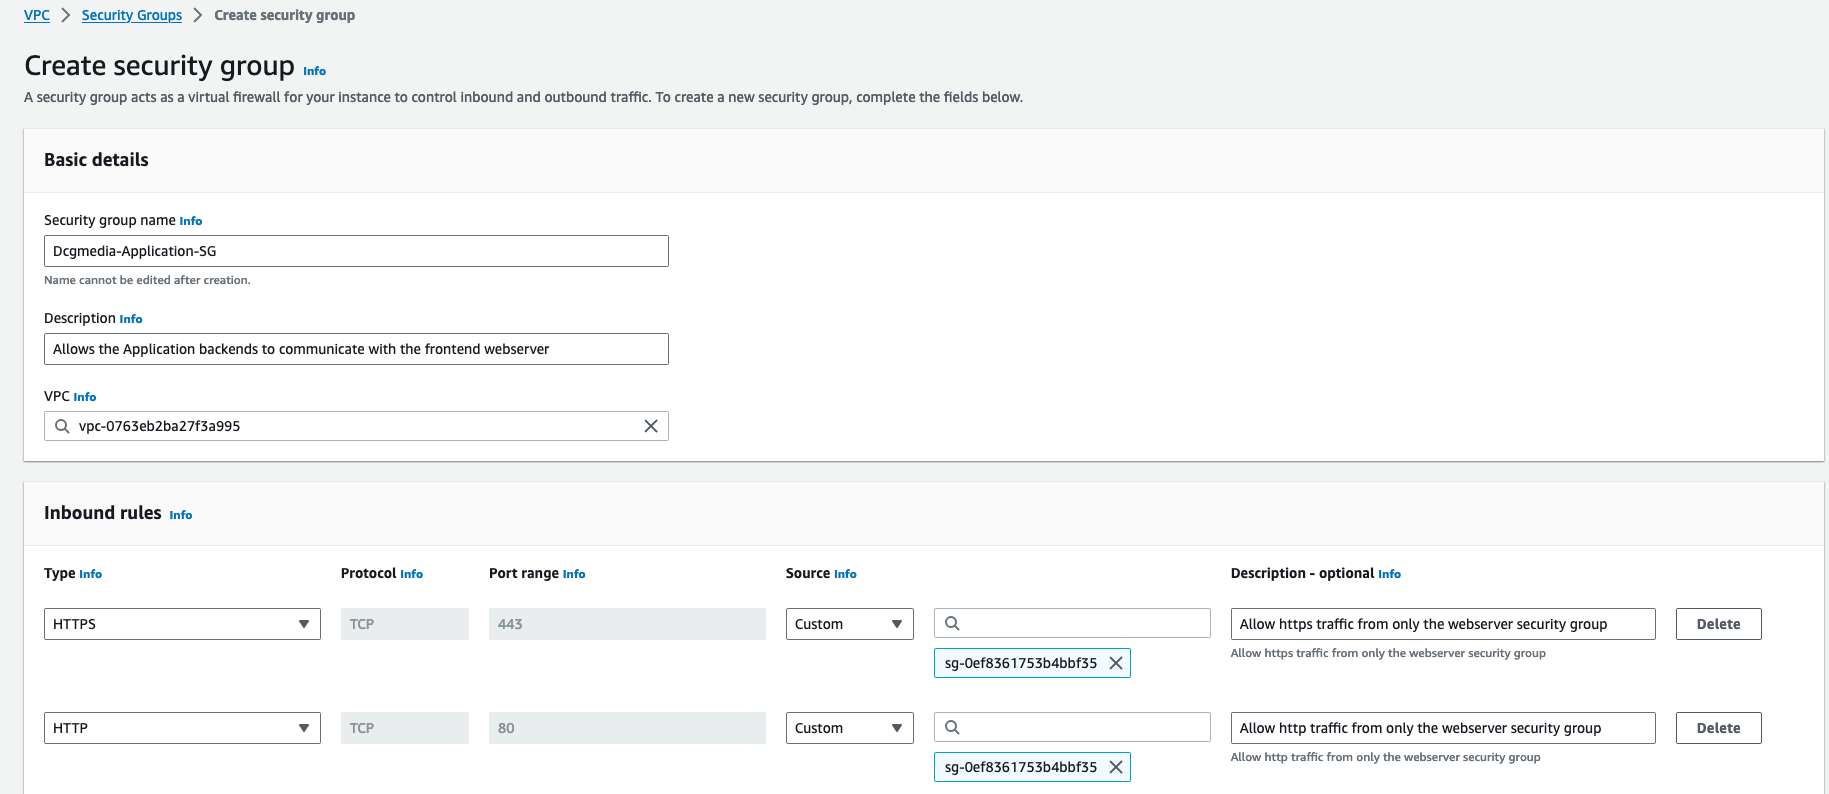 VPC > Security Groups > Create security group
Create security group Info
A security group acts as a virtual firewall for your instance to control inbound and outbound traffic. To create a new security group, complete the fields below.
Basic details
Security group name Info
Dcgmedia-Application-SG
Name cannot be edited after creation.
Description Info
Allows the Application backends to communicate with the frontend webserver
VPC Info
vpc-0763eb2ba27f3a995
Inbound rules Info
Type Info Protocol Info Port range Info Source Info Description - optional Info
HTTPS TCP 443 Custom Allow https traffic from only the webserver security group Delete
Allow https traffic from only the webserver security group
sg-0ef8361753b4bbf35
HTTP TCP 80 Custom Allow http traffic from only the webserver security group Delete
Allow http traffic from only the webserver security group
sg-0ef8361753b4bbf35